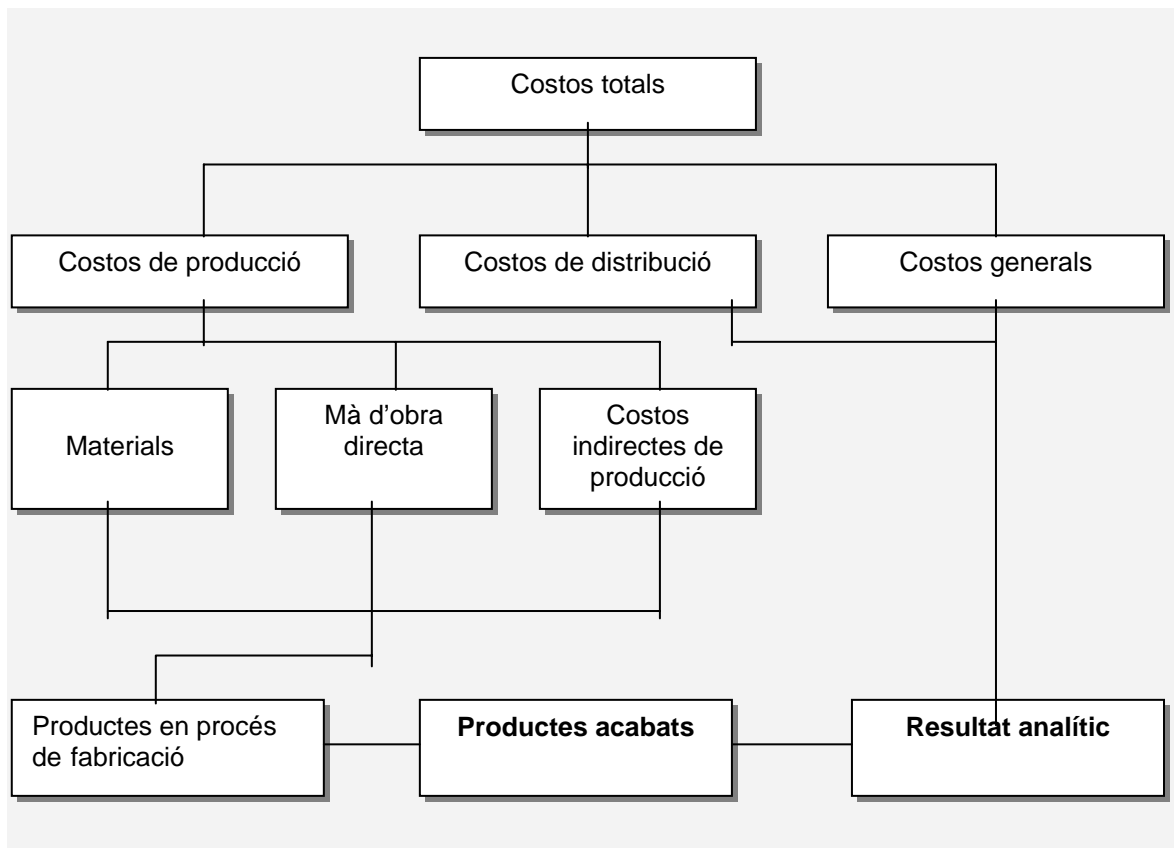 Costos totals
Costos de producció
Costos de distribució
Costos generals
Materials
Mà d'obra
directa
Costos
indirectes de
producció
Productes en procés
de fabricació
Productes acabats
Resultat analític